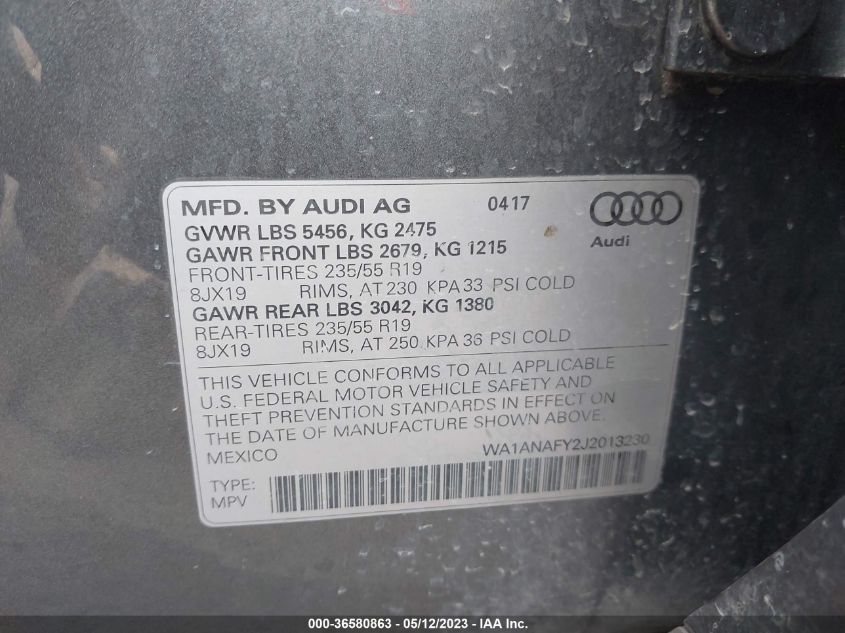 MFD. BY AUDI AG 0417
GVWR LBS 5456, KG 2475
Audi
GAWR FRONT LBS 2679, KG 1215
FRONT-TIRES 235/55 R19
8JX19 RIMS, AT 230 KPA 33 PSI COLD
GAWR REAR LBS 3042, KG 1380
REAR-TIRES 235/55 R19
8JX19 RIMS, AT 250 KPA 36 PSI COLD
THIS VEHICLE CONFORMS TO ALL APPLICABLE
U.S. FEDERAL MOTOR VEHICLE SAFETY AND
THEFT PREVENTION STANDARDS IN EFFECT ON
THE DATE OF MANUFACTURE SHOWN ABOVE.
MEXICO WA1ANAFY2J2013230
TYPE:
MPV
000-36580863 - 05/12/2023 - IAAI.com